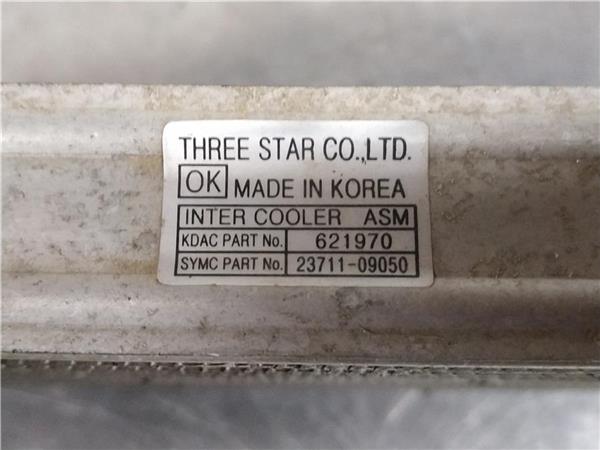 THREE STAR CO.,LTD.
OK MADE IN KOREA
INTER COOLER ASM
KDAC PART No. 621970
SYMC PART No. 23711-09050